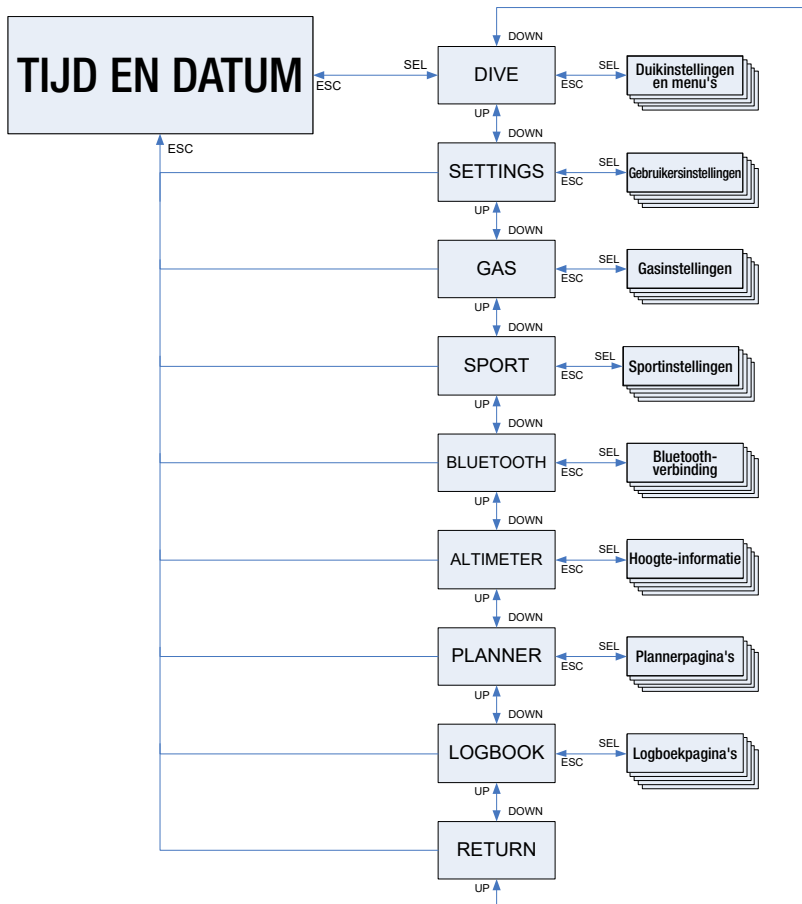 DOWN
TIJD EN DATUM
SEL
ESC
DIVE
SEL
ESC
Duikinstellingen
en menu's
UP
DOWN
ESC
SETTINGS
SEL
ESC
Gebruikersinstellingen
UP
DOWN
GAS
SEL
ESC
Gasinstellingen
UP
DOWN
SPORT
SEL
ESC
Sportinstellingen
UP
DOWN
BLUETOOTH
SEL
ESC
Bluetooth-
verbinding
UP
DOWN
ALTIMETER
SEL
ESC
Hoogte-informatie
UP
DOWN
PLANNER
SEL
ESC
Plannerpagina's
UP
DOWN
LOGBOOK
SEL
ESC
Logboekpagina's
UP
DOWN
RETURN
UP